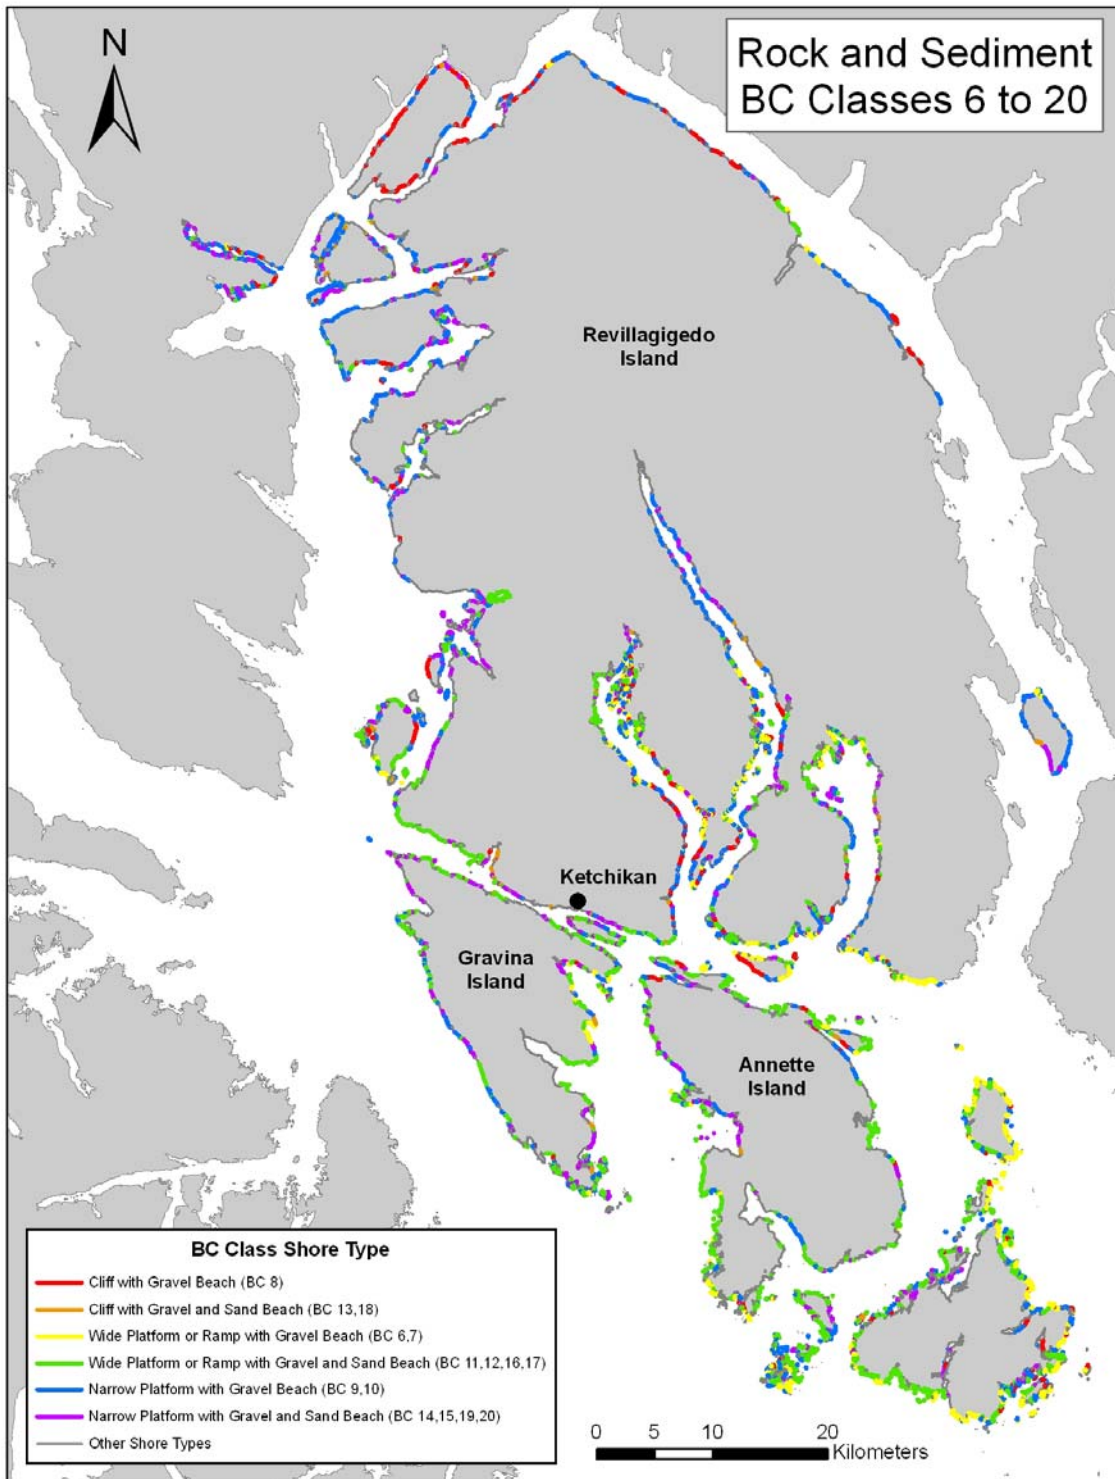 N
Rock and Sediment
BC Classes 6 to 20
Revillagigedo
Island
Ketchikan
Gravina
Island
Annette
Island
BC Class Shore Type
Cliff with Gravel Beach (BC 8)
Cliff with Gravel and Sand Beach (BC 13,18)
Wide Platform or Ramp with Gravel Beach (BC 6,7)
Wide Platform or Ramp with Gravel and Sand Beach (BC 11,12,16,17)
Narrow Platform with Gravel Beach (BC 9,10)
Narrow Platform with Gravel and Sand Beach (BC 14,15,19,20)
Other Shore Types
0 5 10 20
Kilometers